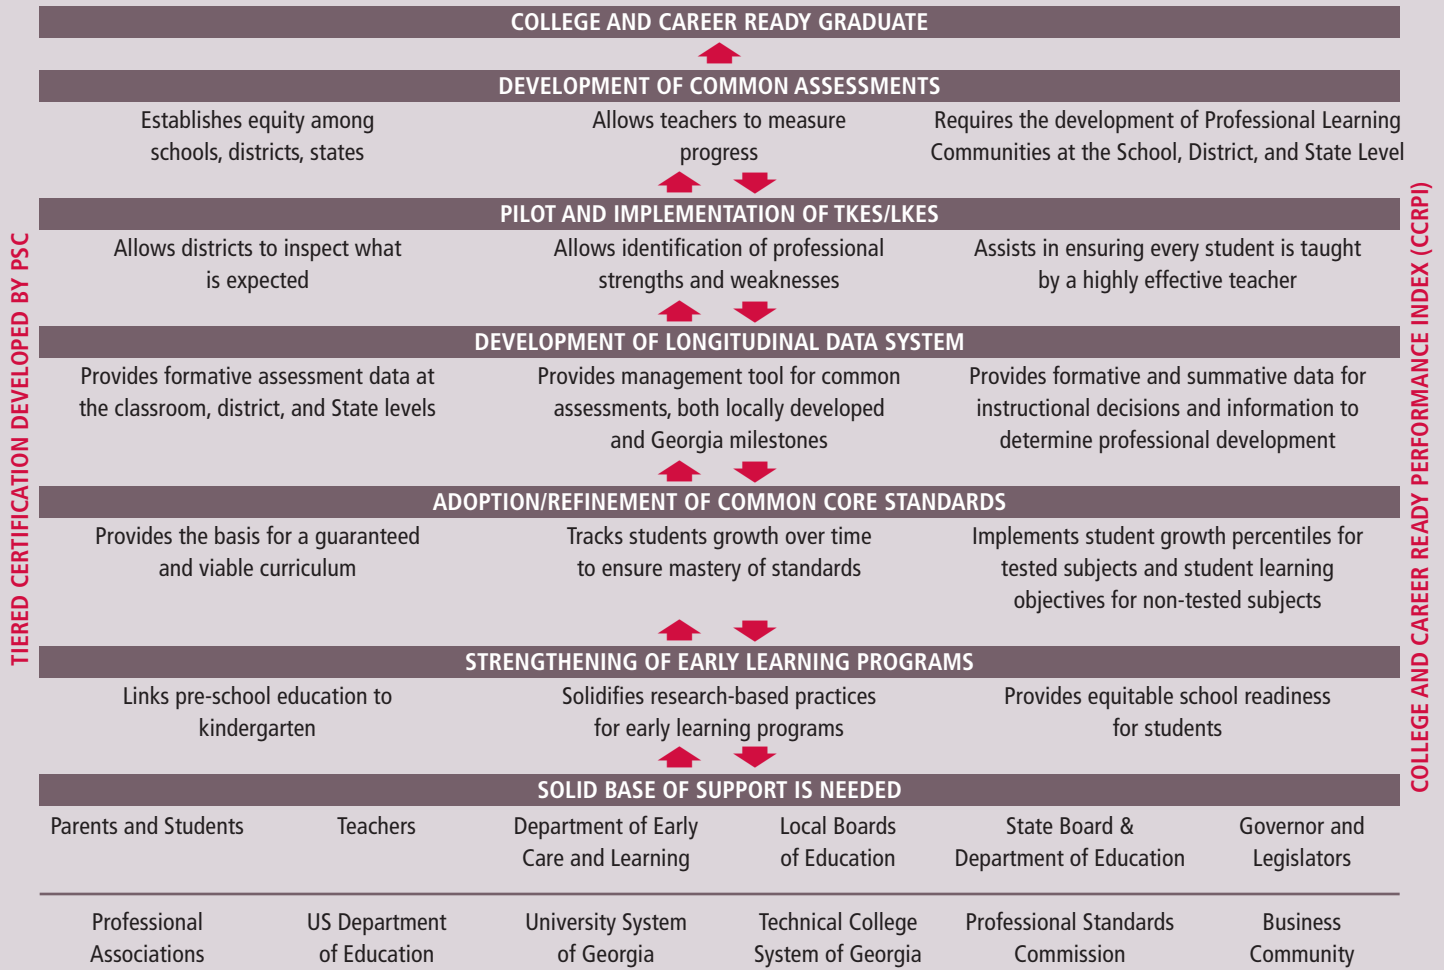 COLLEGE AND CAREER READY GRADUATE
DEVELOPMENT OF COMMON ASSESSMENTS
Establishes equity among
schools, districts, states
Allows teachers to measure
progress
Requires the development of Professional Learning
Communities at the School, District, and State Level
PILOT AND IMPLEMENTATION OF TKES/LKES
Allows districts to inspect what
is expected
Allows identification of professional
strengths and weaknesses
Assists in ensuring every student is taught
by a highly effective teacher
DEVELOPMENT OF LONGITUDINAL DATA SYSTEM
Provides formative assessment data at
the classroom, district, and State levels
Provides management tool for common
assessments, both locally developed
and Georgia milestones
Provides formative and summative data for
instructional decisions and information to
determine professional development
ADOPTION/REFINEMENT OF COMMON CORE STANDARDS
Provides the basis for a guaranteed
and viable curriculum
Tracks students growth over time
to ensure mastery of standards
Implements student growth percentiles for
tested subjects and student learning
objectives for non-tested subjects
STRENGTHENING OF EARLY LEARNING PROGRAMS
Links pre-school education to
kindergarten
Solidifies research-based practices
for early learning programs
Provides equitable school readiness
for students
SOLID BASE OF SUPPORT IS NEEDED
Parents and Students
Teachers
Department of Early
Care and Learning
Local Boards
of Education
State Board &
Department of Education
Governor and
Legislators
Professional
Associations
US Department
of Education
University System
of Georgia
Technical College
System of Georgia
Professional Standards
Commission
Business
Community
TIERED CERTIFICATION DEVELOPED BY PSC
COLLEGE AND CAREER READY PERFORMANCE INDEX (CCRPI)